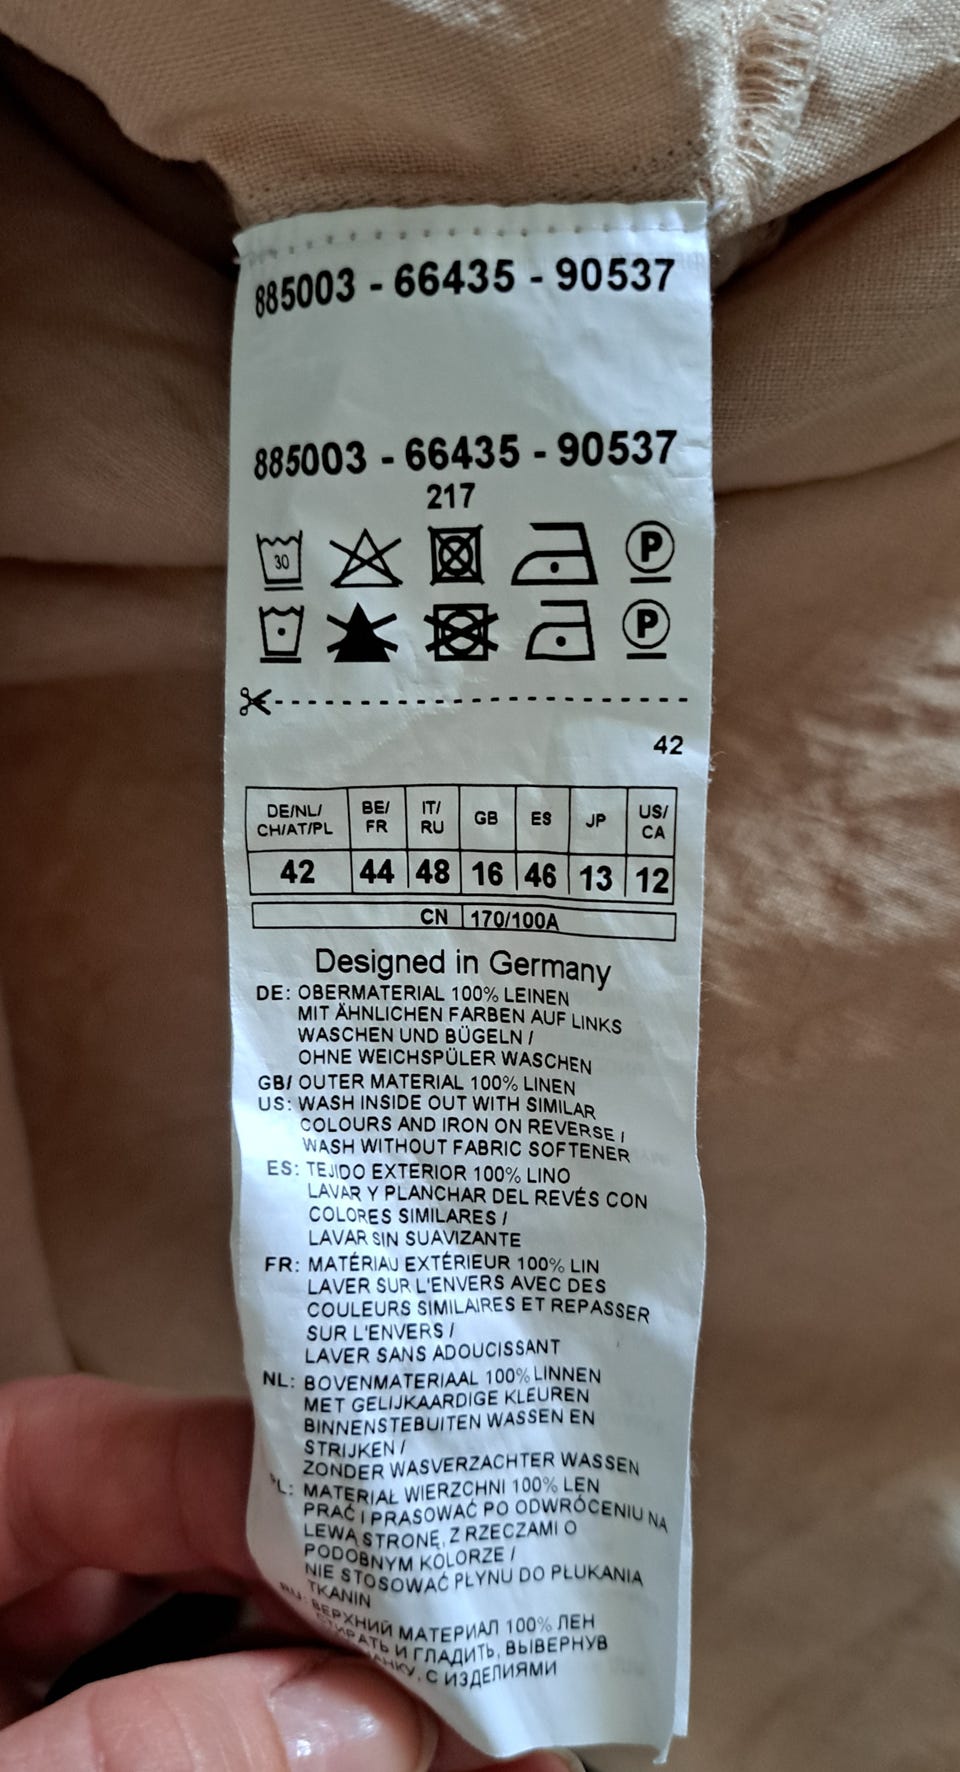 885003 - 66435 - 90537
885003 - 66435 - 90537
217
30 P
P
42
DE/NL/ CH/AT/PL BE/ FR IT/ RU GB ES JP US/ CA
42 44 48 16 46 13 12
CN 170/100A
Designed in Germany
DE: OBERMATERIAL 100% LEINEN
MIT ÄHNLICHEN FARBEN AUF LINKS
WASCHEN UND BÜGELN /
OHNE WEICHSPÜLER WASCHEN
GB/ OUTER MATERIAL 100% LINEN
US: WASH INSIDE OUT WITH SIMILAR
COLOURS AND IRON ON REVERSE /
WASH WITHOUT FABRIC SOFTENER
ES: TEJIDO EXTERIOR 100% LINO
LAVAR Y PLANCHAR DEL REVÉS CON
COLORES SIMILARES /
LAVAR SIN SUAVIZANTE
FR: MATÉRIAU EXTÉRIEUR 100% LIN
LAVER SUR L'ENVERS AVEC DES
COULEURS SIMILAIRES ET REPASSER
SUR L'ENVERS /
LAVER SANS ADOUCISSANT
NL: BOVENMATERIAAL 100% LINNEN
MET GELIJKAARDIGE KLEUREN
BINNENSTEBUITEN WASSEN EN
STRIJKEN /
ZONDER WASVERZACHTER WASSEN
PL: MATERIAŁ WIERZCHNI 100% LEN
PRAĆ I PRASOWAĆ PO ODWRÓCENIU NA
LEWĄ STRONĘ, Z RZECZAMI O
PODOBNYM KOLORZE /
NIE STOSOWAĆ PŁYNU DO PŁUKANIA
TKANIN
RU: ВЕРХНИЙ МАТЕРИАЛ 100% ЛЕН
СТИРАТЬ И ГЛАДИТЬ, ВЫВЕРНУВ
С ИЗДЕЛИЯМИ